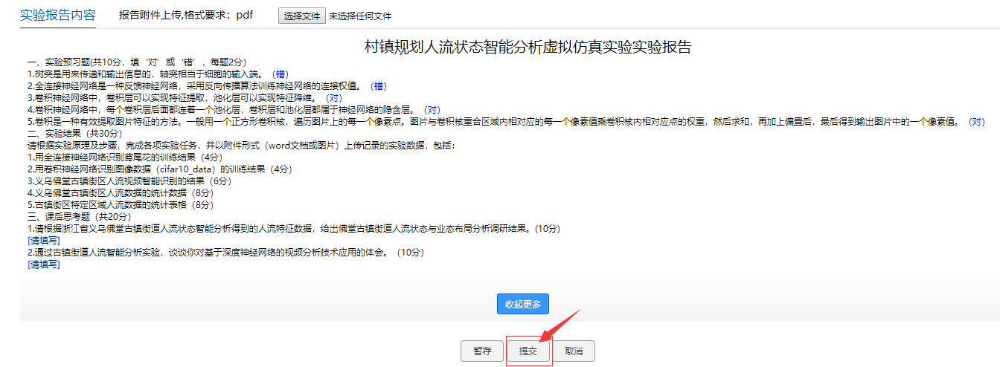 实验报告内容 报告附件上传,格式要求：pdf 选择文件 未选择任何文件
村镇规划人流状态智能分析虚拟仿真实验实验报告
一、实验预习题(共10分，填‘对’或‘错’，每题2分）
1.树突是用来传递和输出信息的，轴突相当于细胞的输入端。（错）
2.全连接神经网络是一种反馈神经网络，采用反向传播算法训练神经网络的连接权值。（错）
3.卷积神经网络中，卷积层可以实现特征提取，池化层可以实现特征降维。（对）
4.卷积神经网络中，每个卷积层后面都连着一个池化层，卷积层和池化层都属于神经网络的隐含层。（对）
5.卷积是一种有效提取图片特征的方法。一般用一个正方形卷积核，遍历图片上的每一个像素点。图片与卷积核重合区域内相对应的每一个像素值乘卷积核内相对应点的权重，然后求和，再加上偏置后，最后得到输出图片中的一个像素值。（对）
二、实验结果（共30分）
请根据实验原理及步骤，完成各项实验任务，并以附件形式（word文档或图片）上传记录的实验数据，包括：
1.用全连接神经网络识别鸢尾花的训练结果（4分）
2.用卷积神经网络识别图像数据（cifar10_data）的训练结果（4分）
3.义乌佛堂古镇街区人流视频智能识别的结果（6分）
4.义乌佛堂古镇街区人流数据的统计数据（8分）
5.古镇街区特定区域人流数据的统计表格（8分）
三、课后思考题（共20分）
1.请根据浙江省义乌佛堂古镇街道人流状态智能分析得到的人流特征数据，给出佛堂古镇街道人流状态与业态布局分析调研结果。(10分)
[请填写]
2.通过古镇街道人流智能分析实验，谈谈你对基于深度神经网络的视频分析技术应用的体会。（10分）
[请填写]
收起更多
暂存 提交 取消